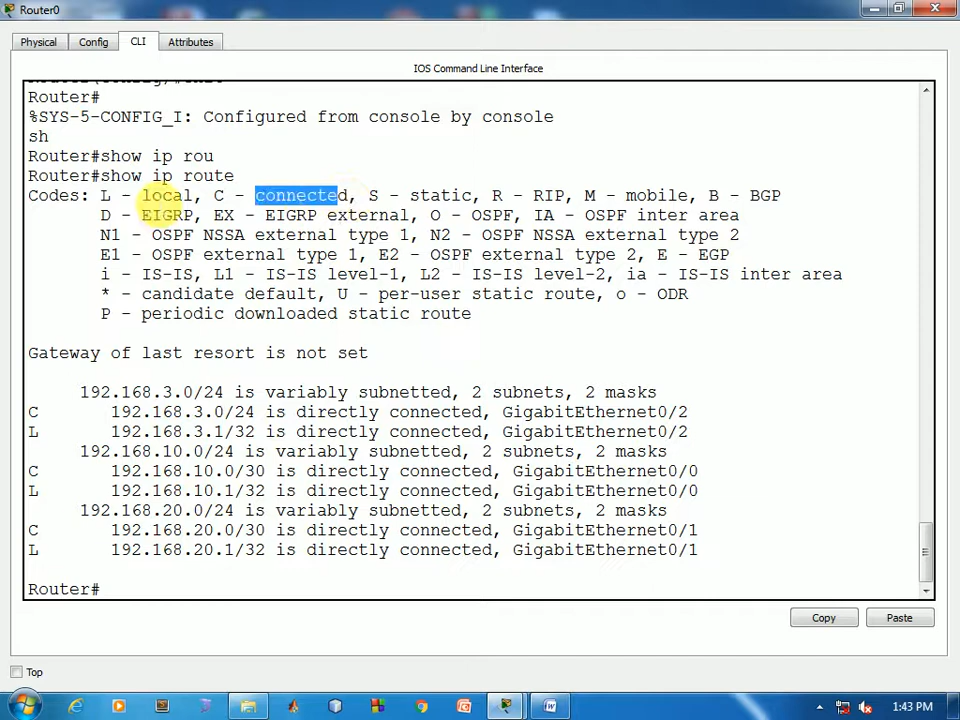 Router0
Physical Config CLI Attributes
IOS Command Line Interface
Router#
%SYS-5-CONFIG_I: Configured from console by console
sh
Router#show ip rou
Router#show ip route
Codes: L - local, C - connected, S - static, R - RIP, M - mobile, B - BGP
D - EIGRP, EX - EIGRP external, O - OSPF, IA - OSPF inter area
N1 - OSPF NSSA external type 1, N2 - OSPF NSSA external type 2
E1 - OSPF external type 1, E2 - OSPF external type 2, E - EGP
i - IS-IS, L1 - IS-IS level-1, L2 - IS-IS level-2, ia - IS-IS inter area
* - candidate default, U - per-user static route, o - ODR
P - periodic downloaded static route
Gateway of last resort is not set
192.168.3.0/24 is variably subnetted, 2 subnets, 2 masks
C 192.168.3.0/24 is directly connected, GigabitEthernet0/2
L 192.168.3.1/32 is directly connected, GigabitEthernet0/2
192.168.10.0/24 is variably subnetted, 2 subnets, 2 masks
C 192.168.10.0/30 is directly connected, GigabitEthernet0/0
L 192.168.10.1/32 is directly connected, GigabitEthernet0/0
192.168.20.0/24 is variably subnetted, 2 subnets, 2 masks
C 192.168.20.0/30 is directly connected, GigabitEthernet0/1
L 192.168.20.1/32 is directly connected, GigabitEthernet0/1
Router#
Copy Paste
Top
1:43 PM